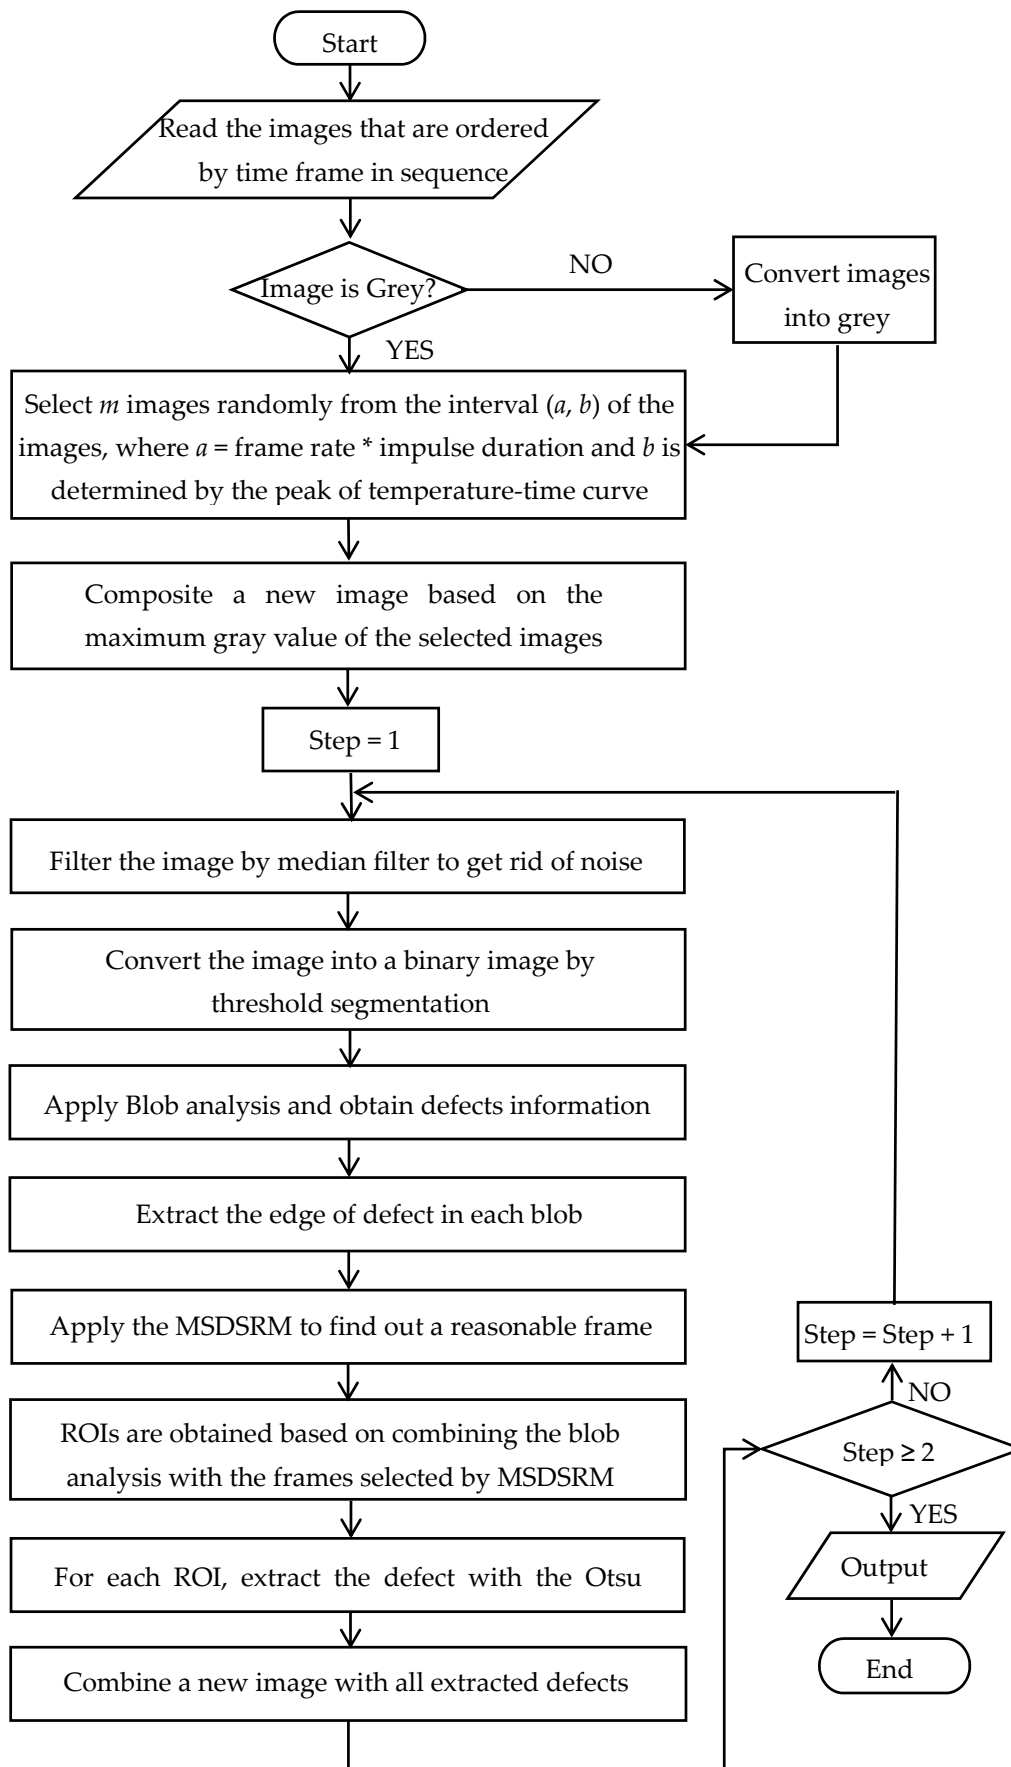 Start
Read the images that are ordered
by time frame in sequence
Image is Grey?
NO
Convert images
into grey
YES
Select m images randomly from the interval (a, b) of the
images, where a = frame rate * impulse duration and b is
determined by the peak of temperature-time curve
Composite a new image based on the
maximum gray value of the selected images
Step = 1
Filter the image by median filter to get rid of noise
Convert the image into a binary image by
threshold segmentation
Apply Blob analysis and obtain defects information
Extract the edge of defect in each blob
Apply the MSDSRM to find out a reasonable frame
ROIs are obtained based on combining the blob
analysis with the frames selected by MSDSRM
For each ROI, extract the defect with the Otsu
Combine a new image with all extracted defects
Step = Step + 1
NO
Step ≥ 2
YES
Output
End